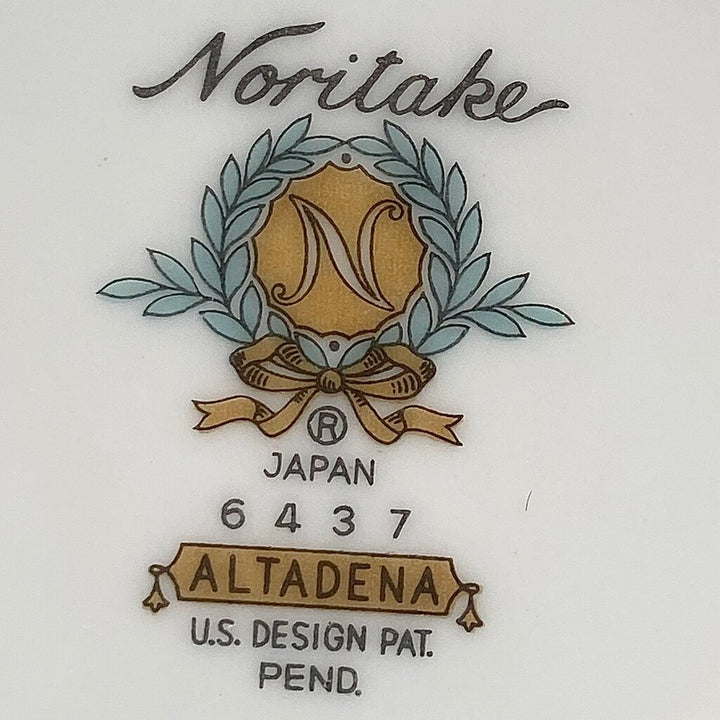 Noritake
N
®
JAPAN
6437
ALTADENA
U.S. DESIGN PAT.
PEND.